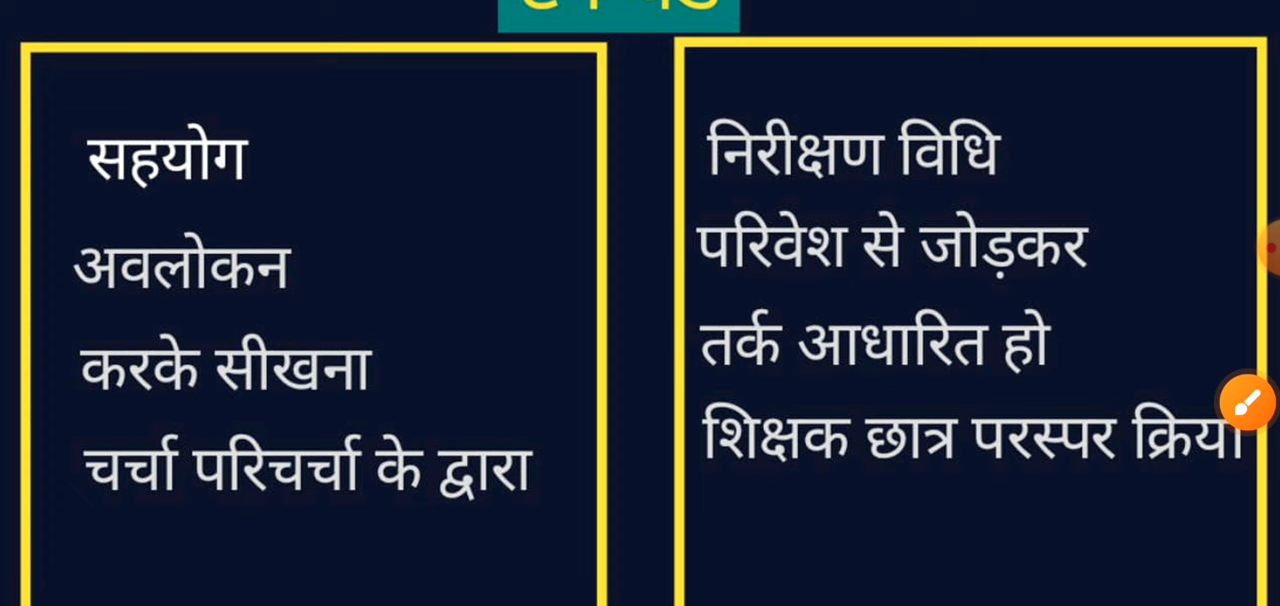 सहयोग
अवलोकन
करके सीखना
चर्चा परिचर्चा के द्वारा
निरीक्षण विधि
परिवेश से जोड़कर
तर्क आधारित हो
शिक्षक छात्र परस्पर क्रिया